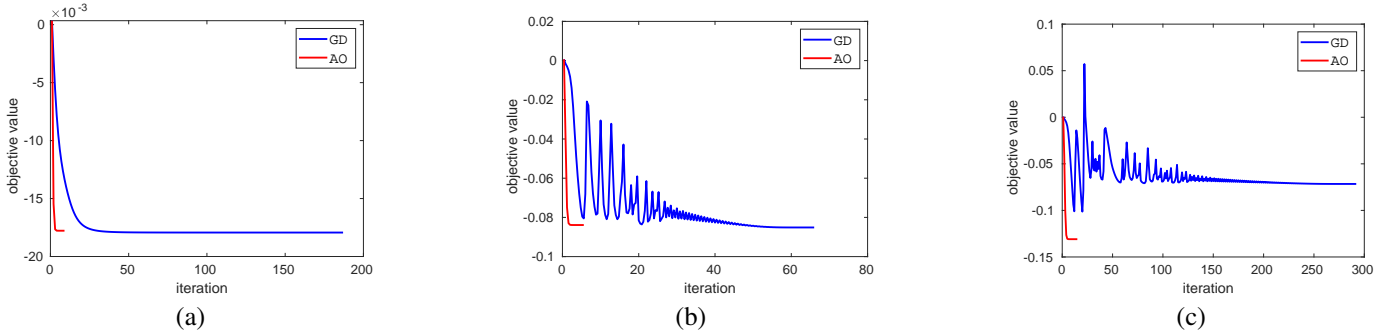 ×10⁻³
0
-5
-10
-15
-20
0 50 100 150 200
objective value
iteration
GD
AO
(a)
0.02
0
-0.02
-0.04
-0.06
-0.08
-0.1
0 20 40 60 80
objective value
iteration
GD
AO
(b)
0.1
0.05
0
-0.05
-0.1
-0.15
0 50 100 150 200 250 300
objective value
iteration
GD
AO
(c)